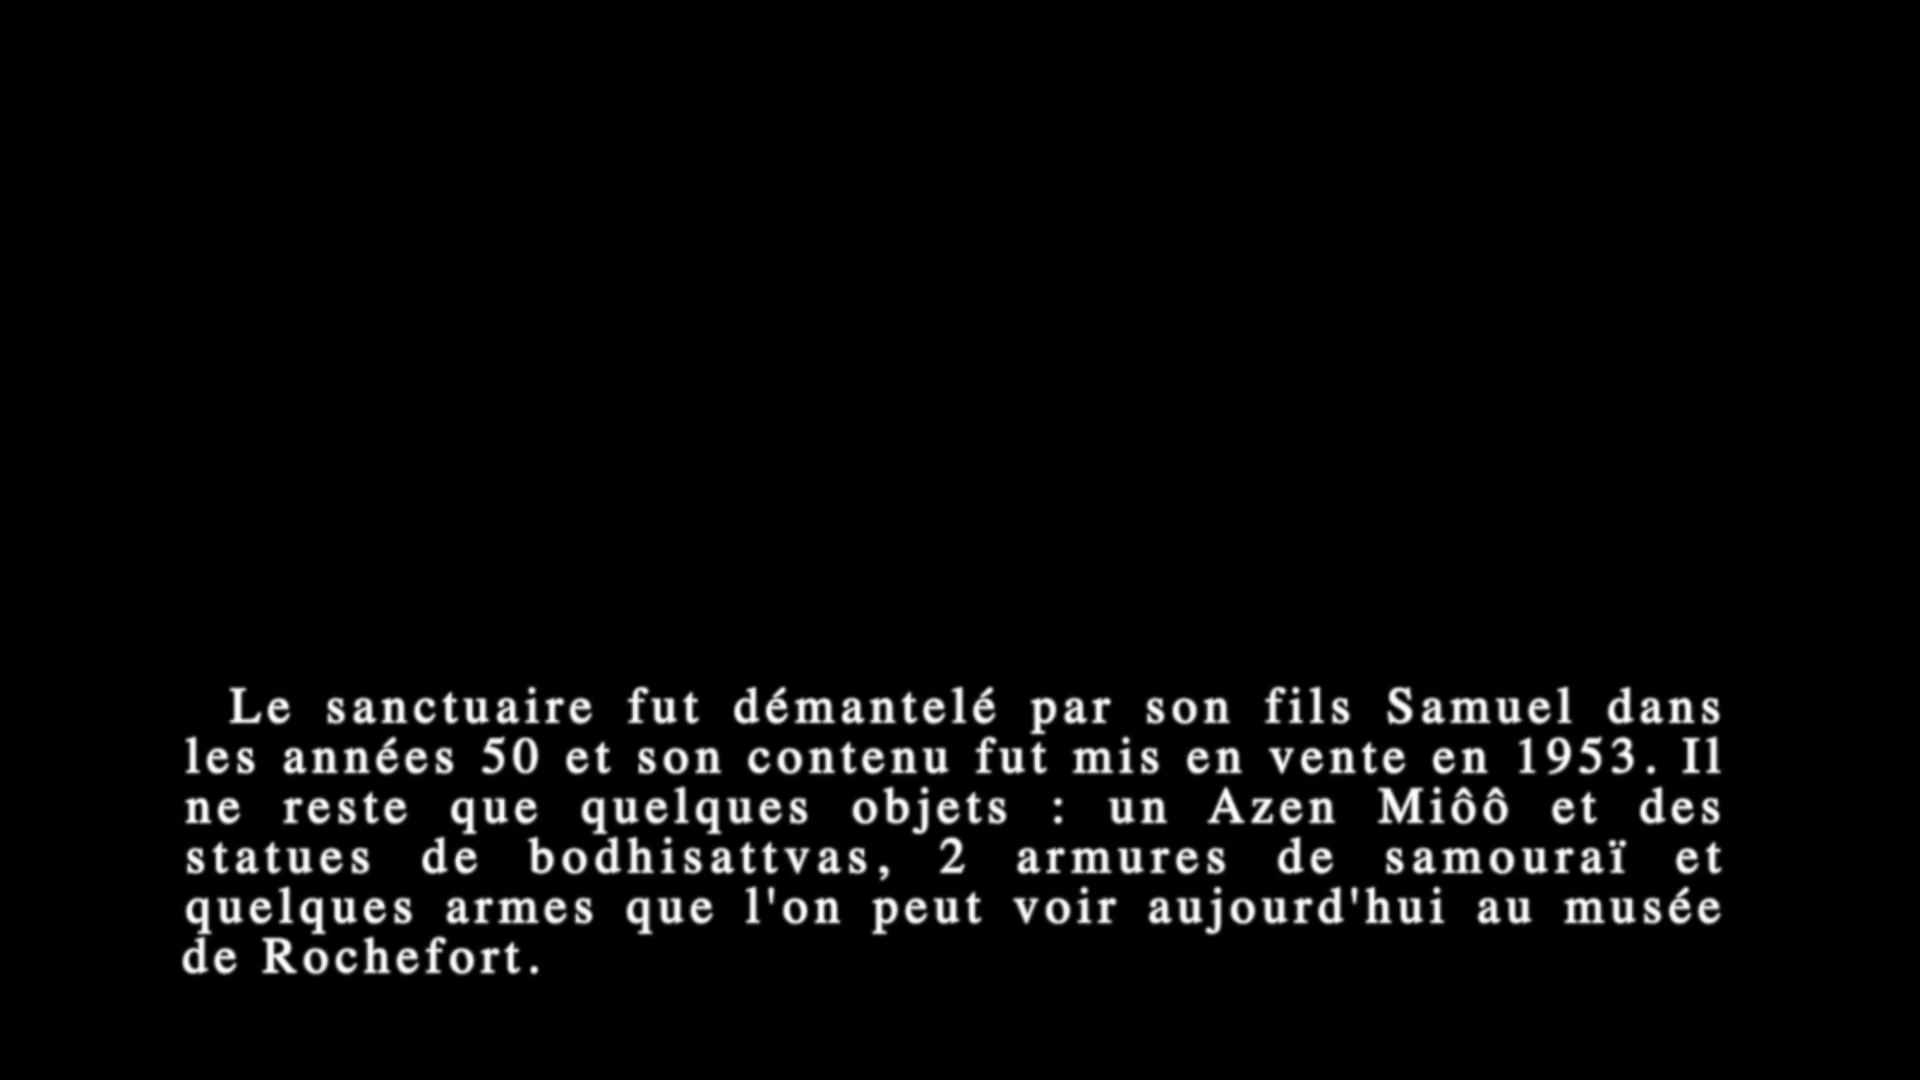 Le sanctuaire fut démantelé par son fils Samuel dans
les années 50 et son contenu fut mis en vente en 1953. Il
ne reste que quelques objets : un Azen Miôô et des
statues de bodhisattvas, 2 armures de samouraï et
quelques armes que l'on peut voir aujourd'hui au musée
de Rochefort.